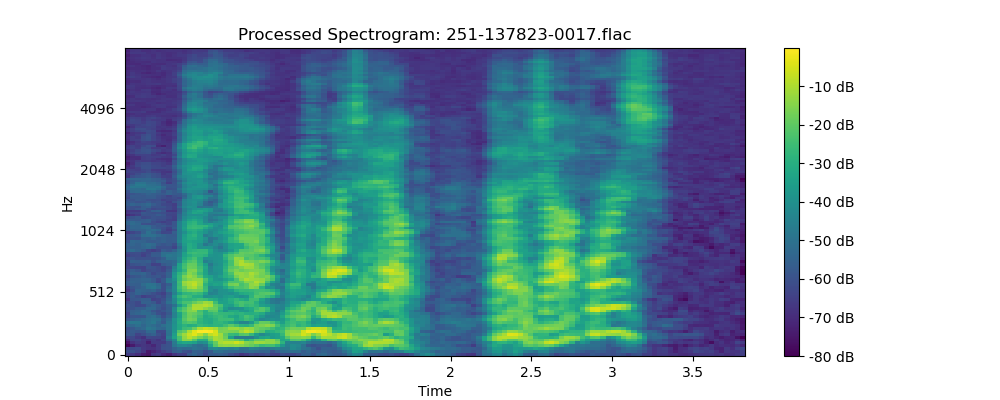 Processed Spectrogram: 251-137823-0017.flac
Hz
4096
2048
1024
512
0
0
0.5
1
1.5
2
2.5
3
3.5
Time
-10 dB
-20 dB
-30 dB
-40 dB
-50 dB
-60 dB
-70 dB
-80 dB